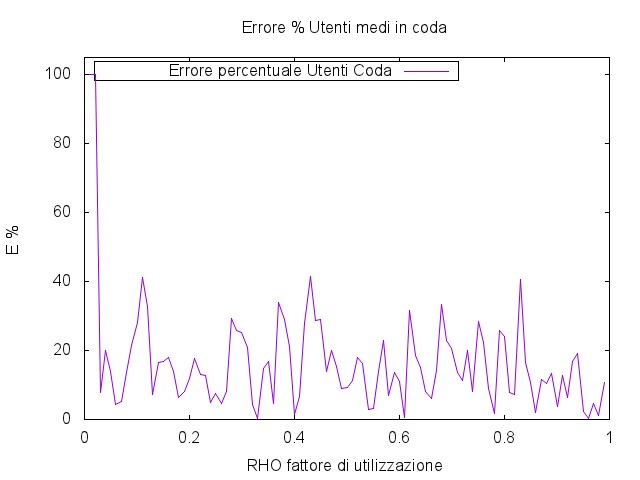 Errore % Utenti medi in coda
Errore percentuale Utenti Coda
100
80
60
40
20
0
E %
0 0.2 0.4 0.6 0.8 1
RHO fattore di utilizzazione